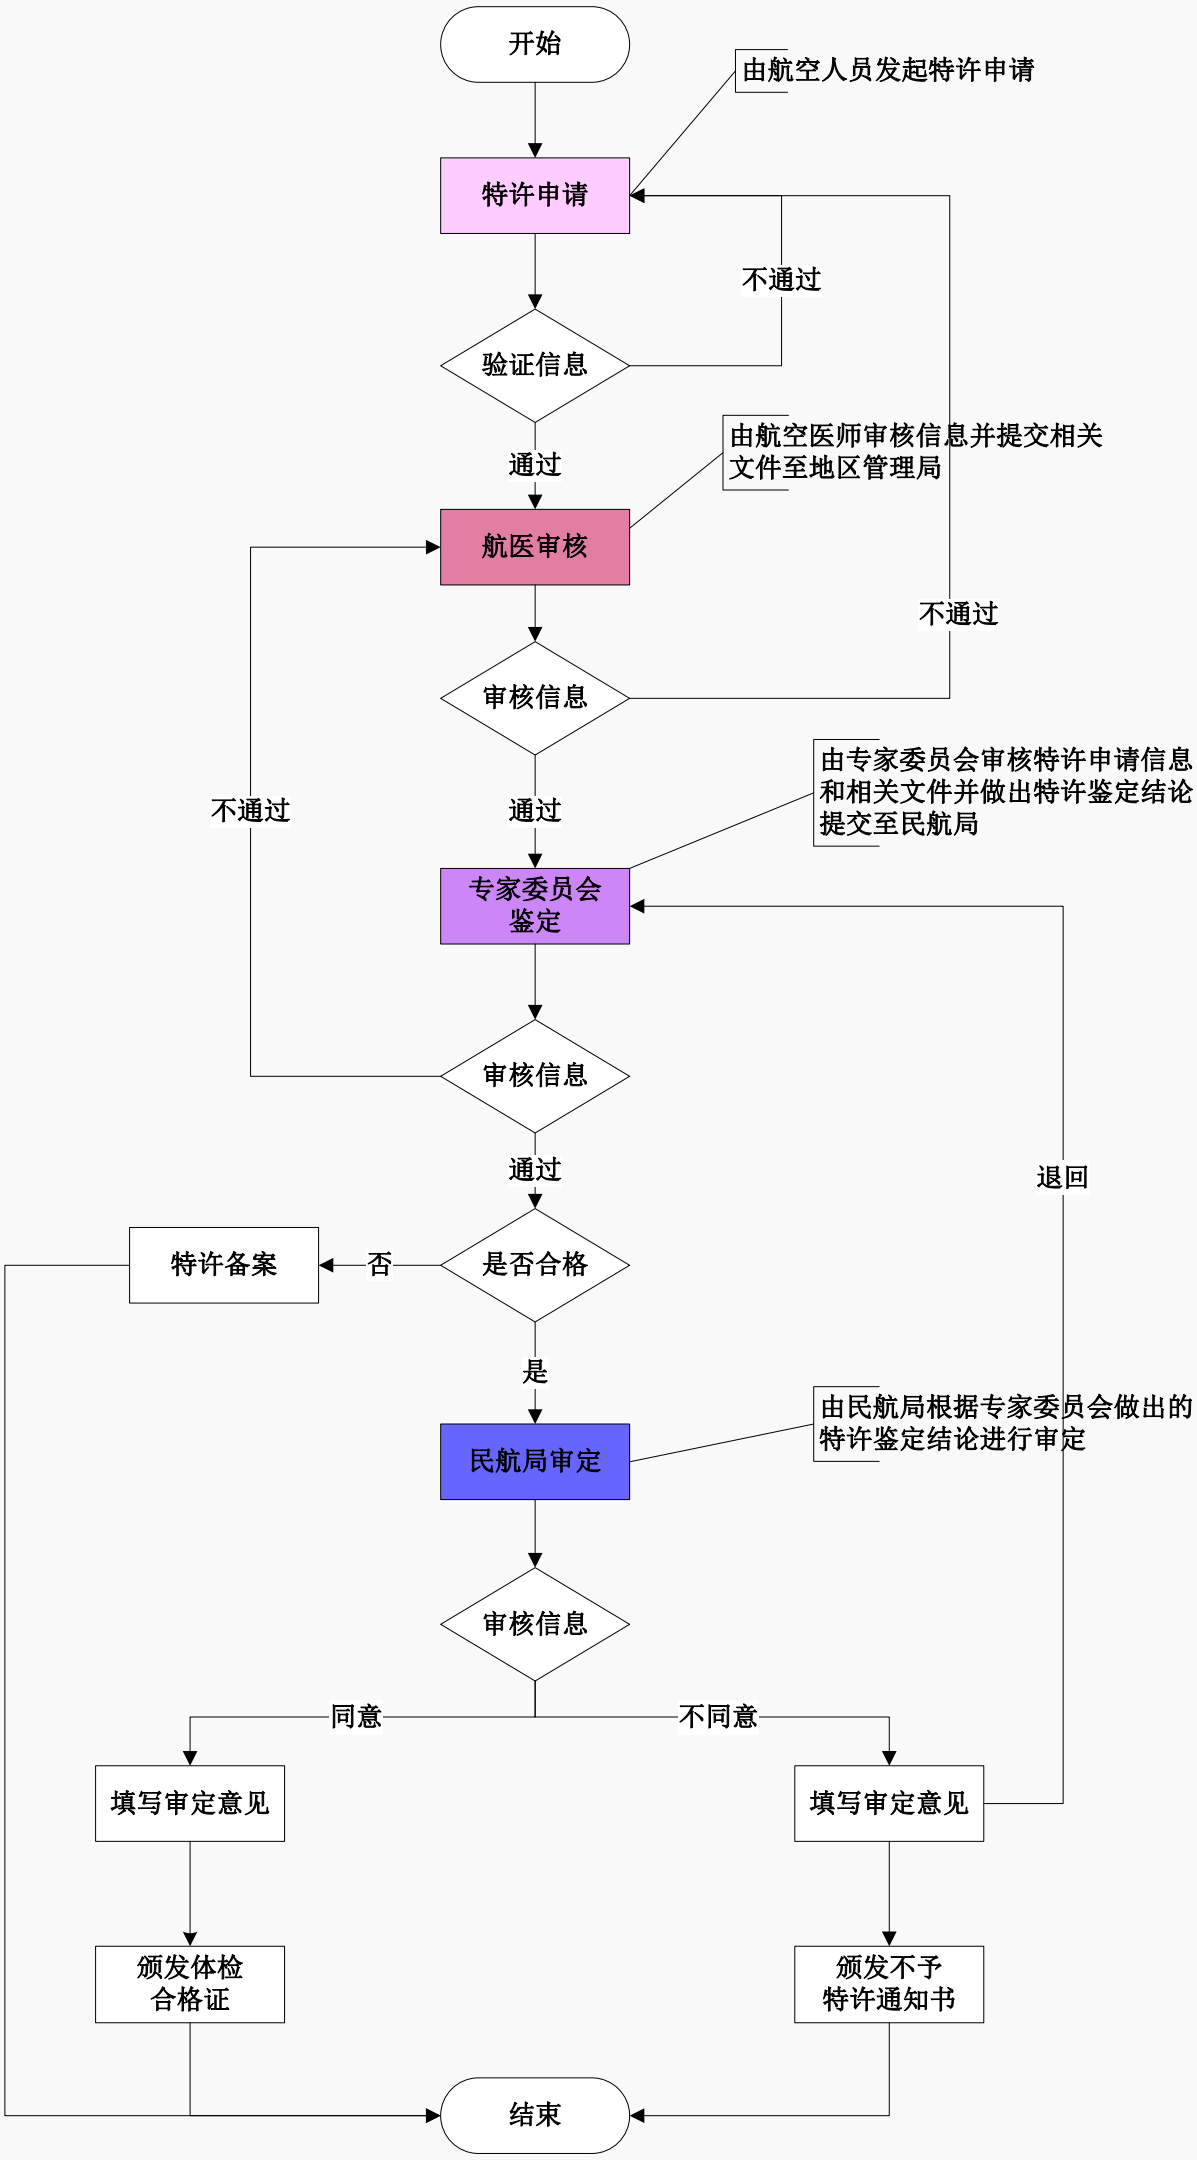 开始
由航空人员发起特许申请
特许申请
不通过
验证信息
由航空医师审核信息并提交相关
文件至地区管理局
通过
航医审核
不通过
审核信息
由专家委员会审核特许申请信息
和相关文件并做出特许鉴定结论
提交至民航局
不通过
通过
专家委员会
鉴定
审核信息
通过
退回
特许备案
否
是否合格
是
由民航局根据专家委员会做出的
特许鉴定结论进行审定
民航局审定
审核信息
同意
不同意
填写审定意见
填写审定意见
颁发体检
合格证
颁发不予
特许通知书
结束